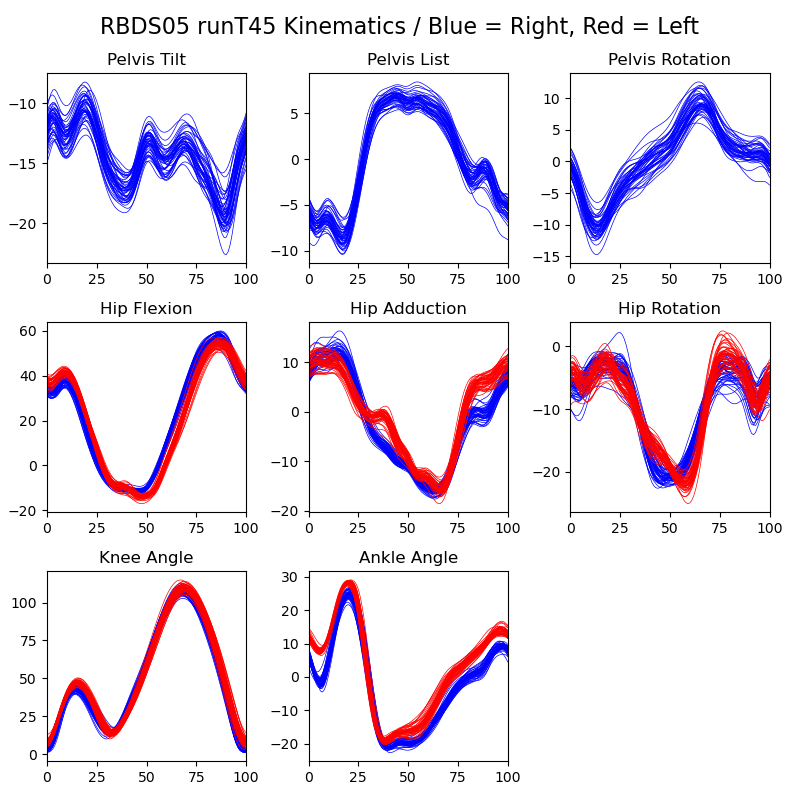 RBDS05 runT45 Kinematics / Blue = Right, Red = Left
Pelvis Tilt
−10
−15
−20
0 25 50 75 100
Pelvis List
5
0
−5
−10
0 25 50 75 100
Pelvis Rotation
10
5
0
−5
−10
−15
0 25 50 75 100
Hip Flexion
60
40
20
0
−20
0 25 50 75 100
Hip Adduction
10
0
−10
−20
0 25 50 75 100
Hip Rotation
0
−10
−20
0 25 50 75 100
Knee Angle
100
75
50
25
0
0 25 50 75 100
Ankle Angle
30
20
10
0
−10
−20
0 25 50 75 100